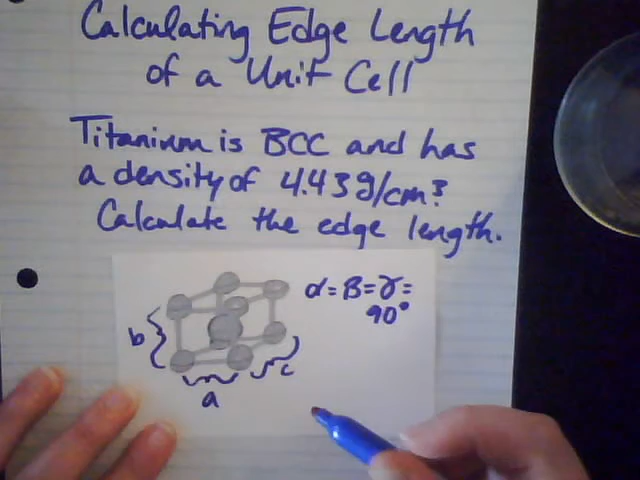 Calculating Edge Length
of a Unit Cell
Titanium is BCC and has
a density of 4.43 g/cm³.
Calculate the edge length.
α = β = γ =
90°
b
c
a